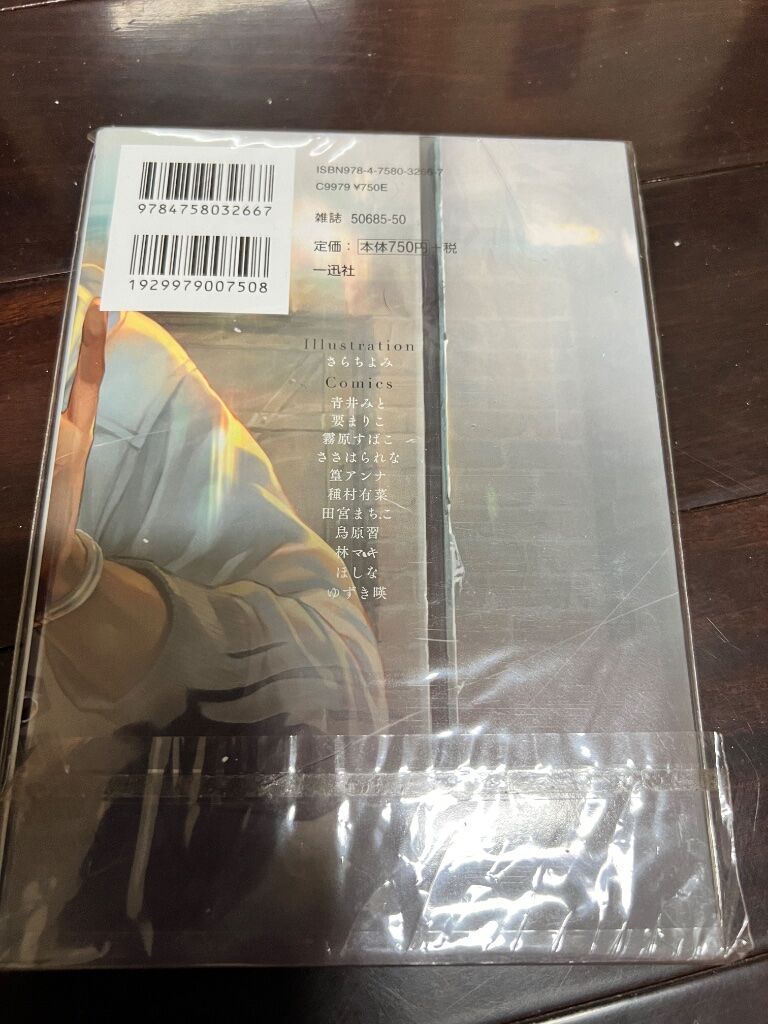 ISBN978-4-7580-3266-7
C9979 ¥750E
9784758032667
雑誌 50685-50
定価：本体750円+税
1929979007508
一迅社
Illustration
さらちよみ
Comics
青井みと
要まりこ
霧原すばこ
ささはられな
篁アンナ
種村有菜
田宮まちこ
鳥原習
林マキ
ほしな
ゆずき暎